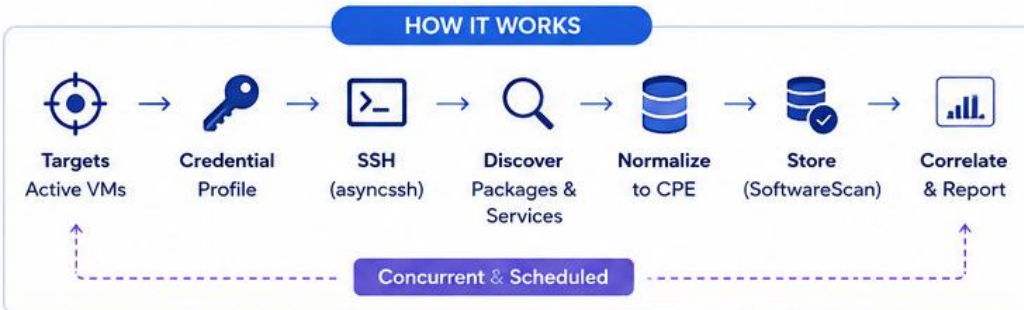 HOW IT WORKS
>_
Targets
Active VMs
Credential
Profile
SSH
(asyncssh)
Discover
Packages &
Services
Normalize
to CPE
Store
(SoftwareScan)
Correlate
& Report
Concurrent & Scheduled